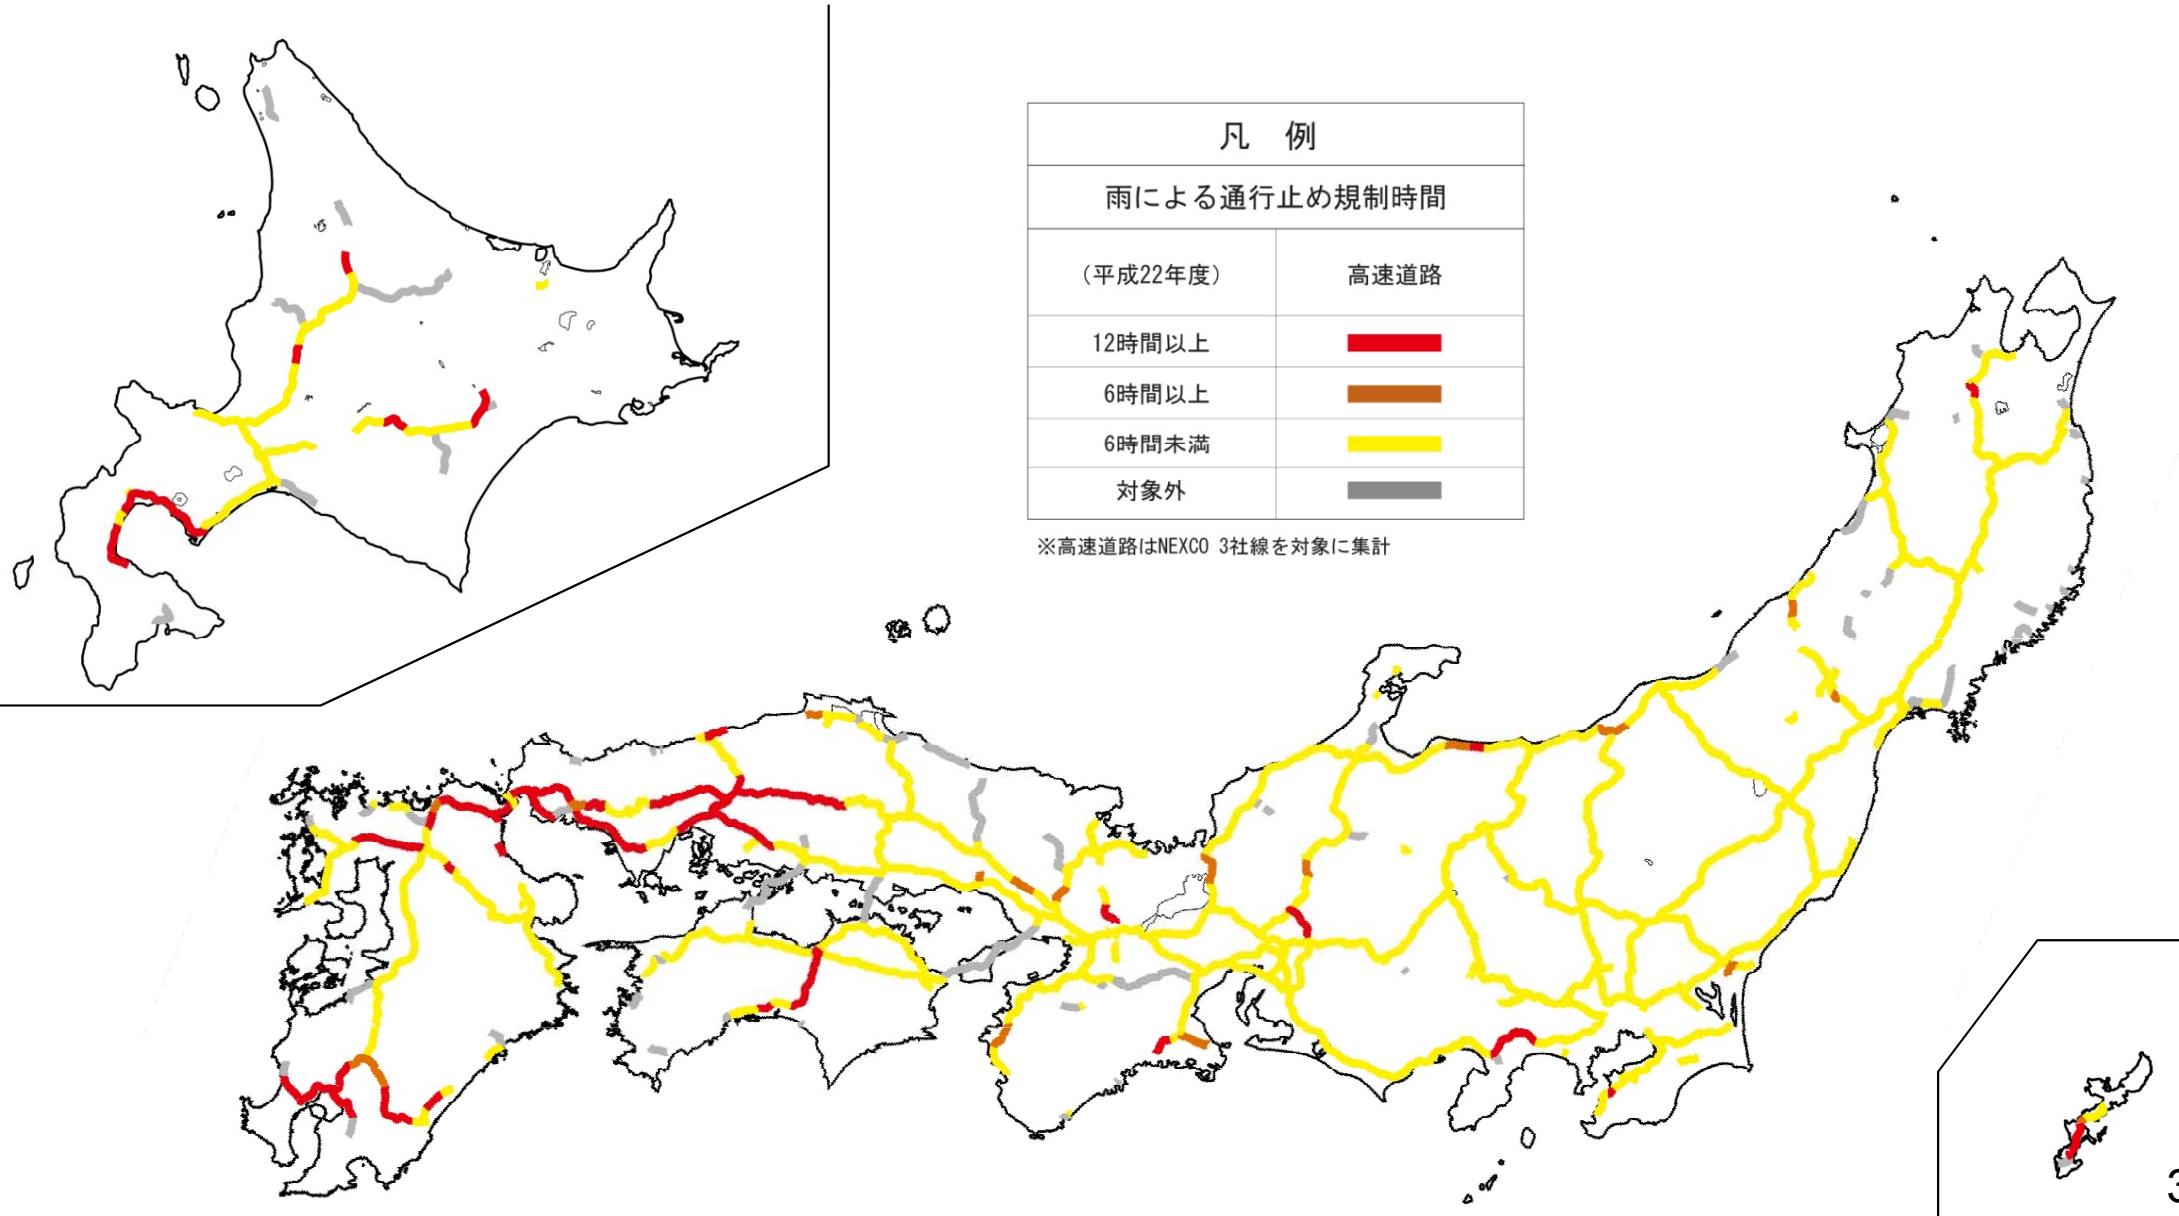 凡 例
雨による通行止め規制時間
（平成22年度） 高速道路
12時間以上
6時間以上
6時間未満
対象外
※高速道路はNEXCO 3社線を対象に集計
3